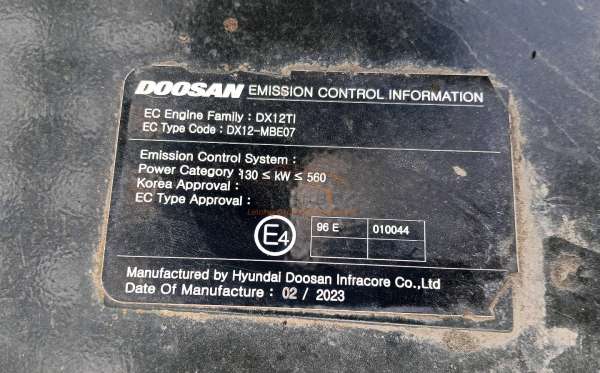 DOOSAN EMISSION CONTROL INFORMATION
EC Engine Family : DX12TI
EC Type Code : DX12-MBE07
Emission Control System :
Power Category : 130 ≤ kW ≤ 560
Korea Approval :
EC Type Approval :
E4 96 E 010044
Manufactured by Hyundai Doosan Infracore Co.,Ltd
Date Of Manufacture : 02 / 2023